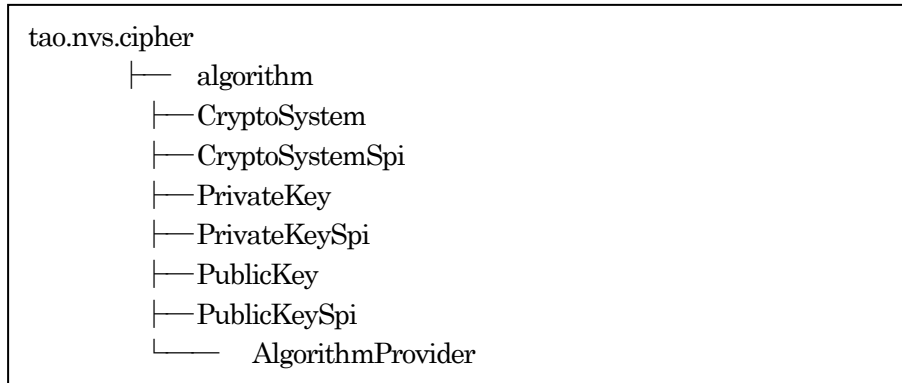 tao.nvs.cipher
├── algorithm
├──CryptoSystem
├──CryptoSystemSpi
├──PrivateKey
├──PrivateKeySpi
├──PublicKey
├──PublicKeySpi
└── AlgorithmProvider